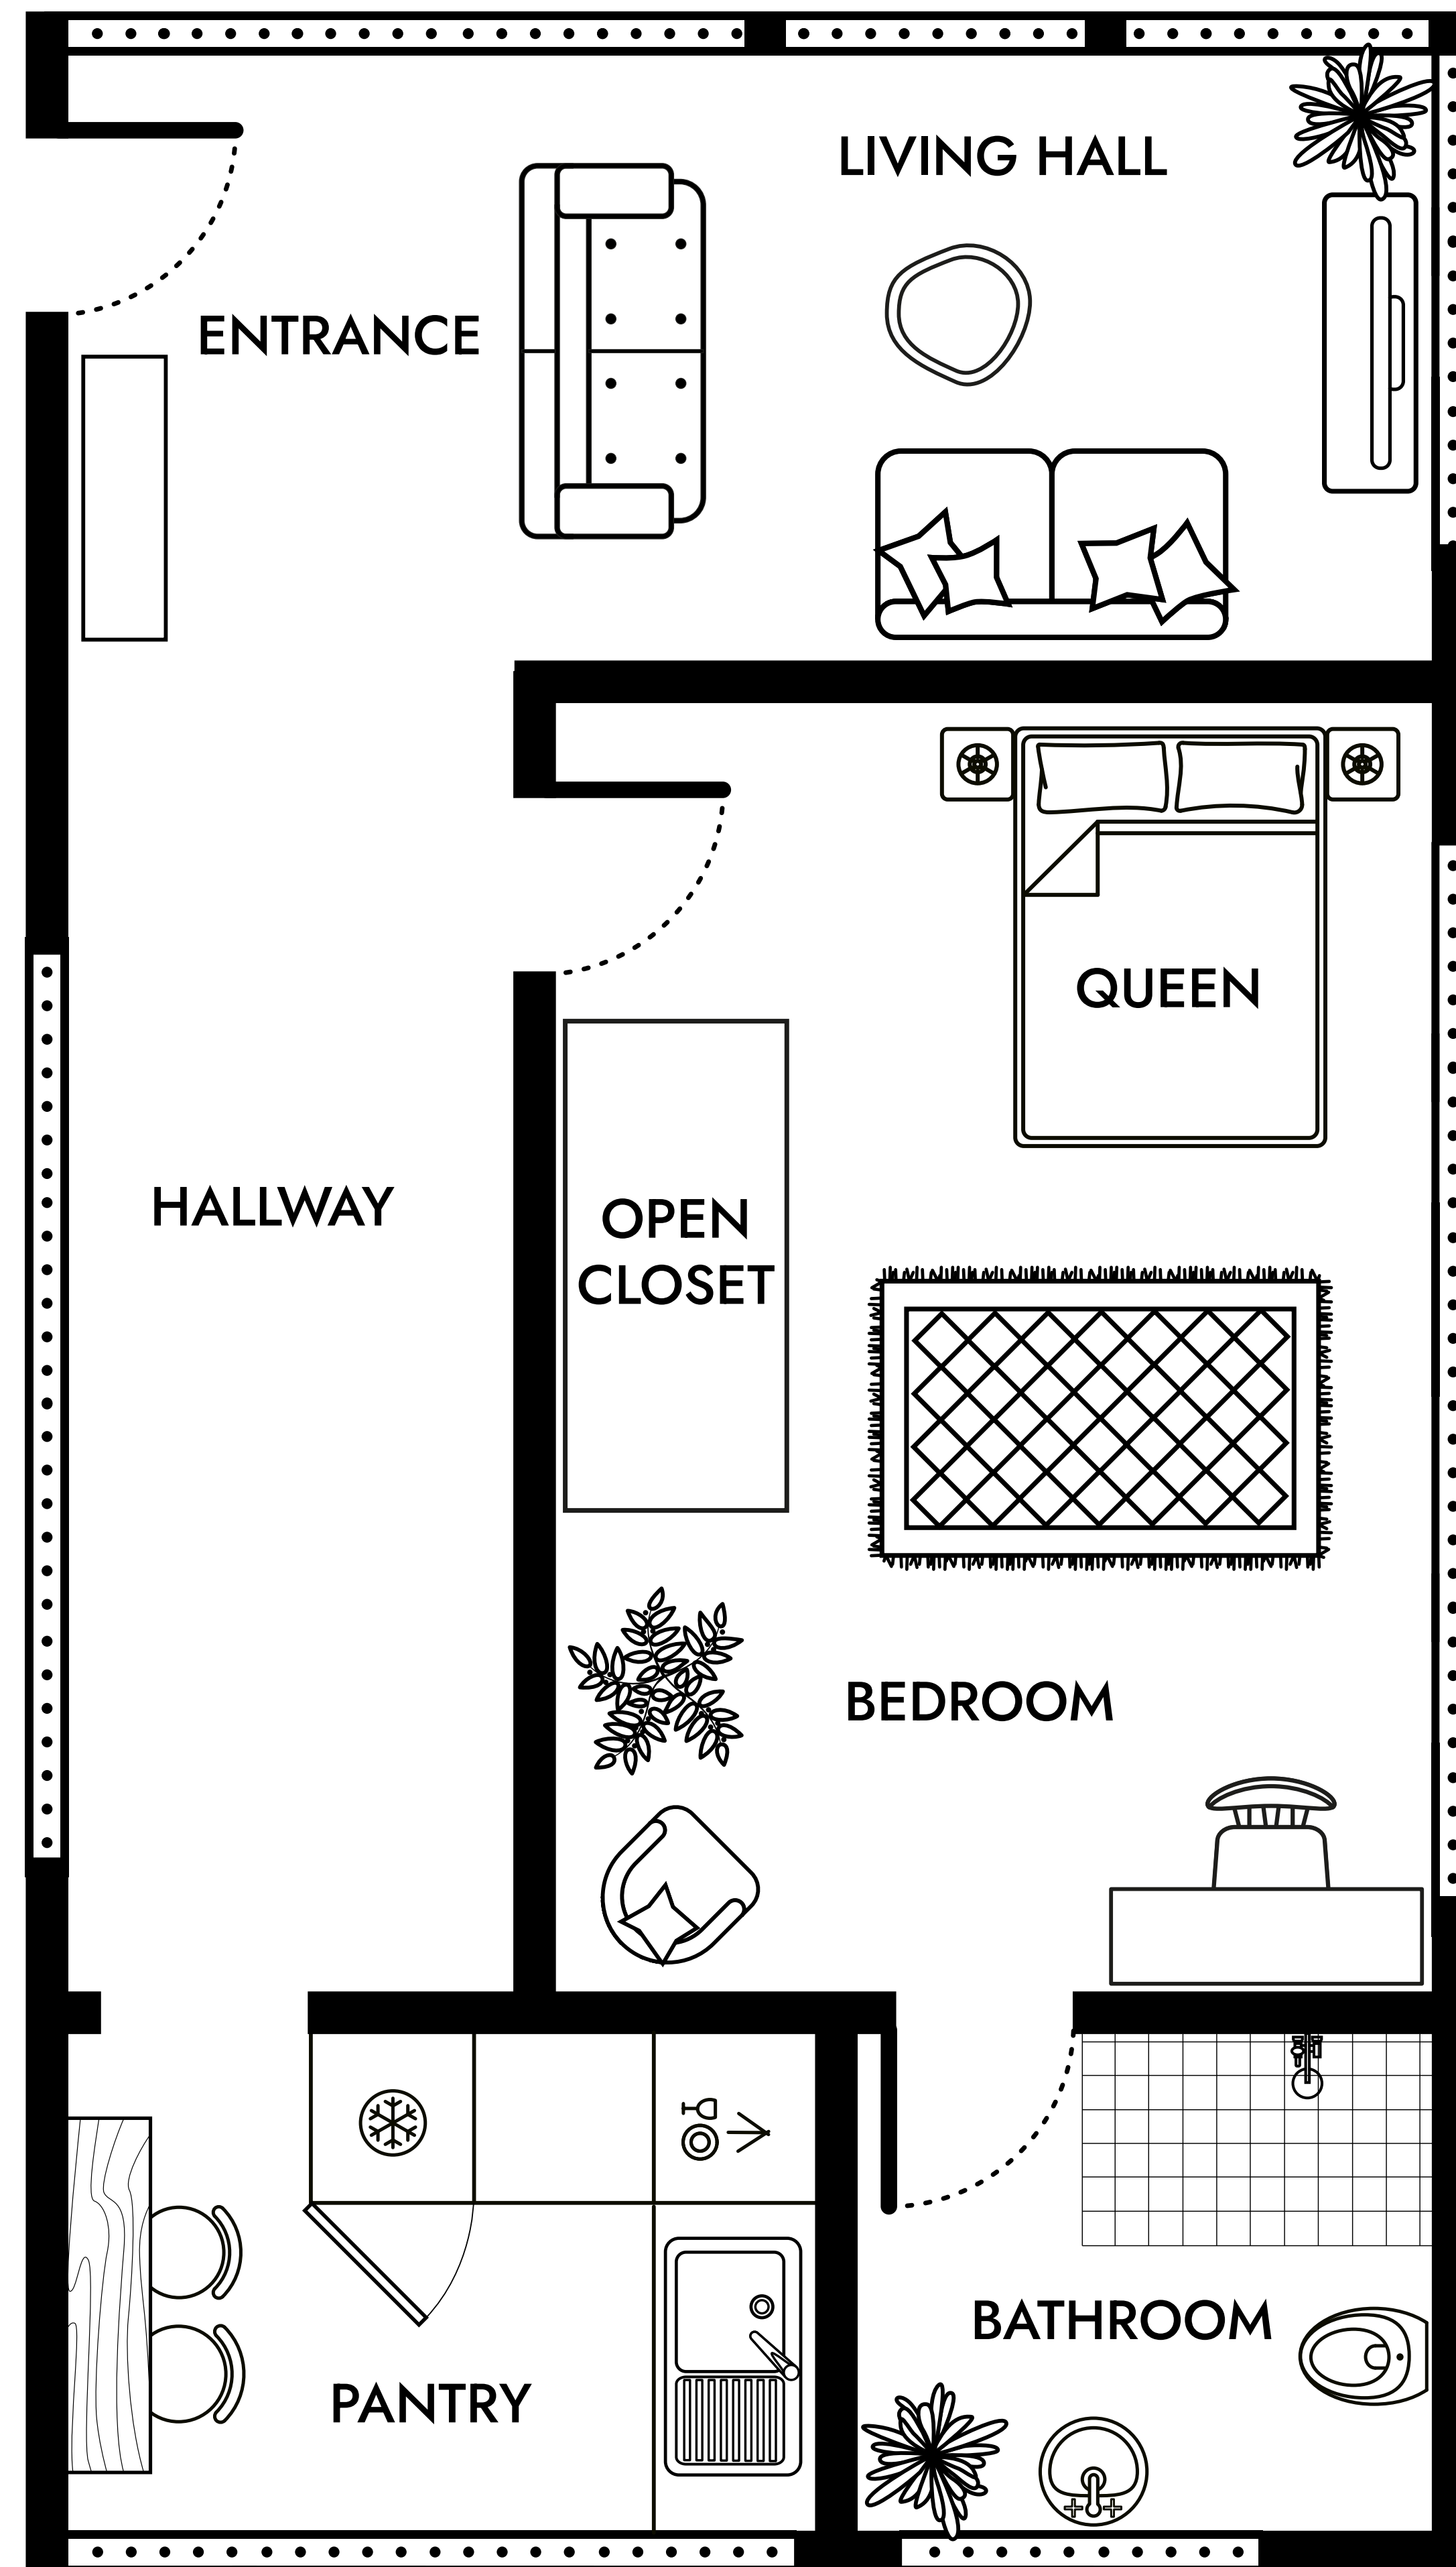 LIVING HALL
ENTRANCE
QUEEN
HALLWAY
OPEN
CLOSET
BEDROOM
BATHROOM
PANTRY